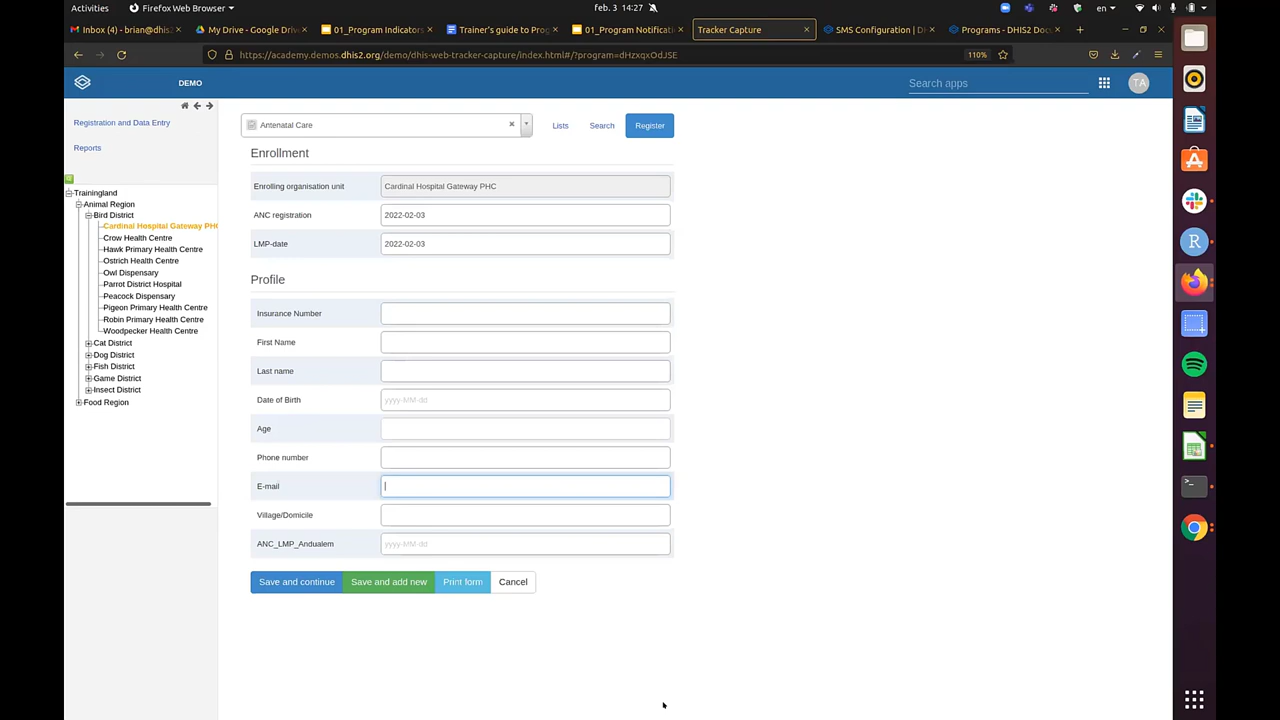 Activities
Firefox Web Browser
feb. 3 14:27
en
Inbox (4) - brian@dhis
My Drive - Google Driv
01_Program Indicators
Trainer's guide to Prog
01_Program Notificati
Tracker Capture
SMS Configuration | D
Programs - DHIS2 Doc
https://academy.demos.dhis2.org/demo/dhis-web-tracker-capture/index.html#/?program=dHzxqxOdJSE
110%
DEMO
Search apps
TA
Registration and Data Entry
Reports
Trainingland
Animal Region
Bird District
Cardinal Hospital Gateway PHC
Crow Health Centre
Hawk Primary Health Centre
Ostrich Health Centre
Owl Dispensary
Parrot District Hospital
Peacock Dispensary
Pigeon Primary Health Centre
Robin Primary Health Centre
Woodpecker Health Centre
Cat District
Dog District
Fish District
Game District
Insect District
Food Region
Antenatal Care
Lists
Search
Register
Enrollment
Enrolling organisation unit
Cardinal Hospital Gateway PHC
ANC registration
2022-02-03
LMP-date
2022-02-03
Profile
Insurance Number
First Name
Last name
Date of Birth
yyyy-MM-dd
Age
Phone number
E-mail
Village/Domicile
ANC_LMP_Andualem
yyyy-MM-dd
Save and continue
Save and add new
Print form
Cancel